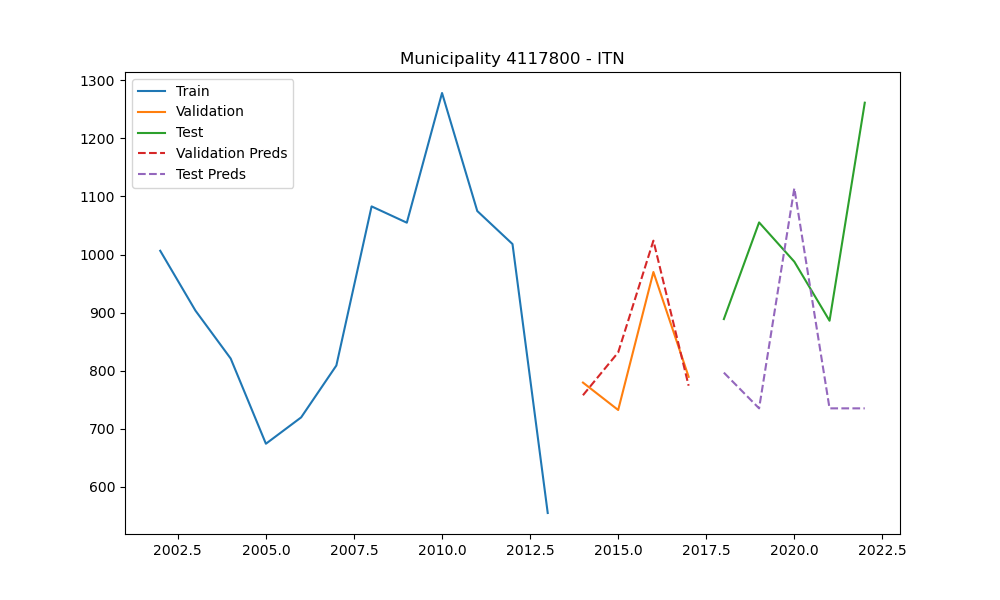 Municipality 4117800 - ITN
1300
1200
1100
1000
900
800
700
600
Train
Validation
Test
Validation Preds
Test Preds
2002.5 2005.0 2007.5 2010.0 2012.5 2015.0 2017.5 2020.0 2022.5